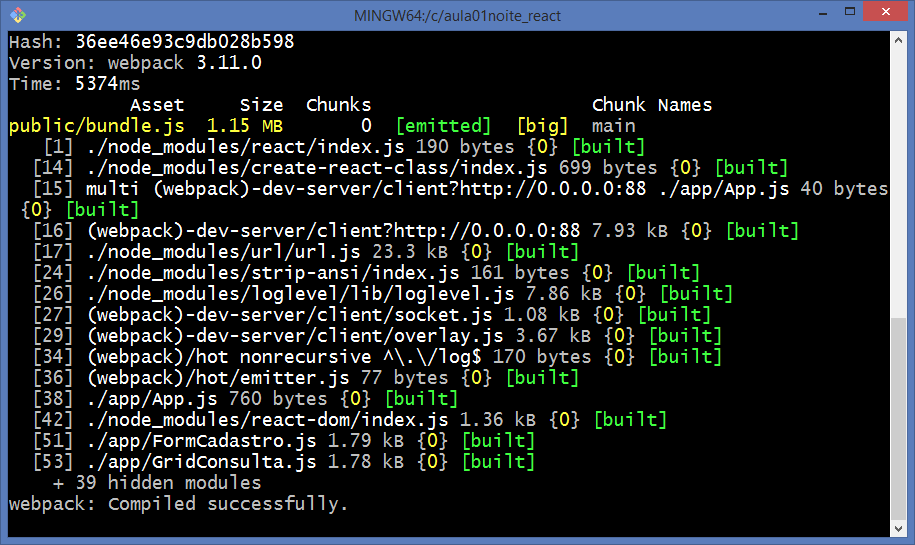 MINGW64:/c/aula01noite_react
Hash: 36ee46e93c9db028b598
Version: webpack 3.11.0
Time: 5374ms
Asset Size Chunks Chunk Names
public/bundle.js 1.15 MB 0 [emitted] [big] main
[1] ./node_modules/react/index.js 190 bytes {0} [built]
[14] ./node_modules/create-react-class/index.js 699 bytes {0} [built]
[15] multi (webpack)-dev-server/client?http://0.0.0.0:88 ./app/App.js 40 bytes
{0} [built]
[16] (webpack)-dev-server/client?http://0.0.0.0:88 7.93 kB {0} [built]
[17] ./node_modules/url/url.js 23.3 kB {0} [built]
[24] ./node_modules/strip-ansi/index.js 161 bytes {0} [built]
[26] ./node_modules/loglevel/lib/loglevel.js 7.86 kB {0} [built]
[27] (webpack)-dev-server/client/socket.js 1.08 kB {0} [built]
[29] (webpack)-dev-server/client/overlay.js 3.67 kB {0} [built]
[34] (webpack)/hot nonrecursive ^\.\/log$ 170 bytes {0} [built]
[36] (webpack)/hot/emitter.js 77 bytes {0} [built]
[38] ./app/App.js 760 bytes {0} [built]
[42] ./node_modules/react-dom/index.js 1.36 kB {0} [built]
[51] ./app/FormCadastro.js 1.79 kB {0} [built]
[53] ./app/GridConsulta.js 1.78 kB {0} [built]
+ 39 hidden modules
webpack: Compiled successfully.